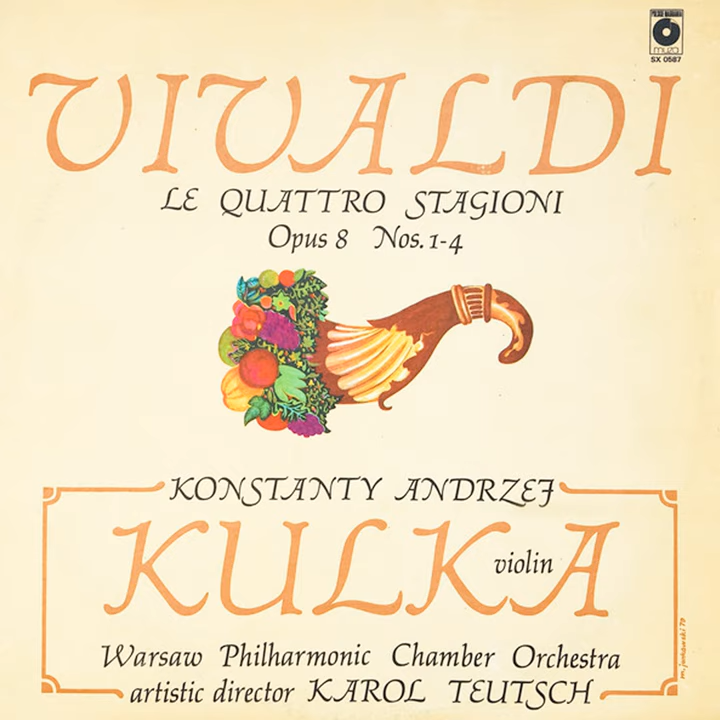 POLSKIE NAGRANIA
muza
SX 0587
VIVALDI
LE QUATTRO STAGIONI
Opus 8 Nos. 1-4
KONSTANTY ANDRZEJ
KULKA
violin
Warsaw Philharmonic Chamber Orchestra
artistic director KAROL TEUTSCH